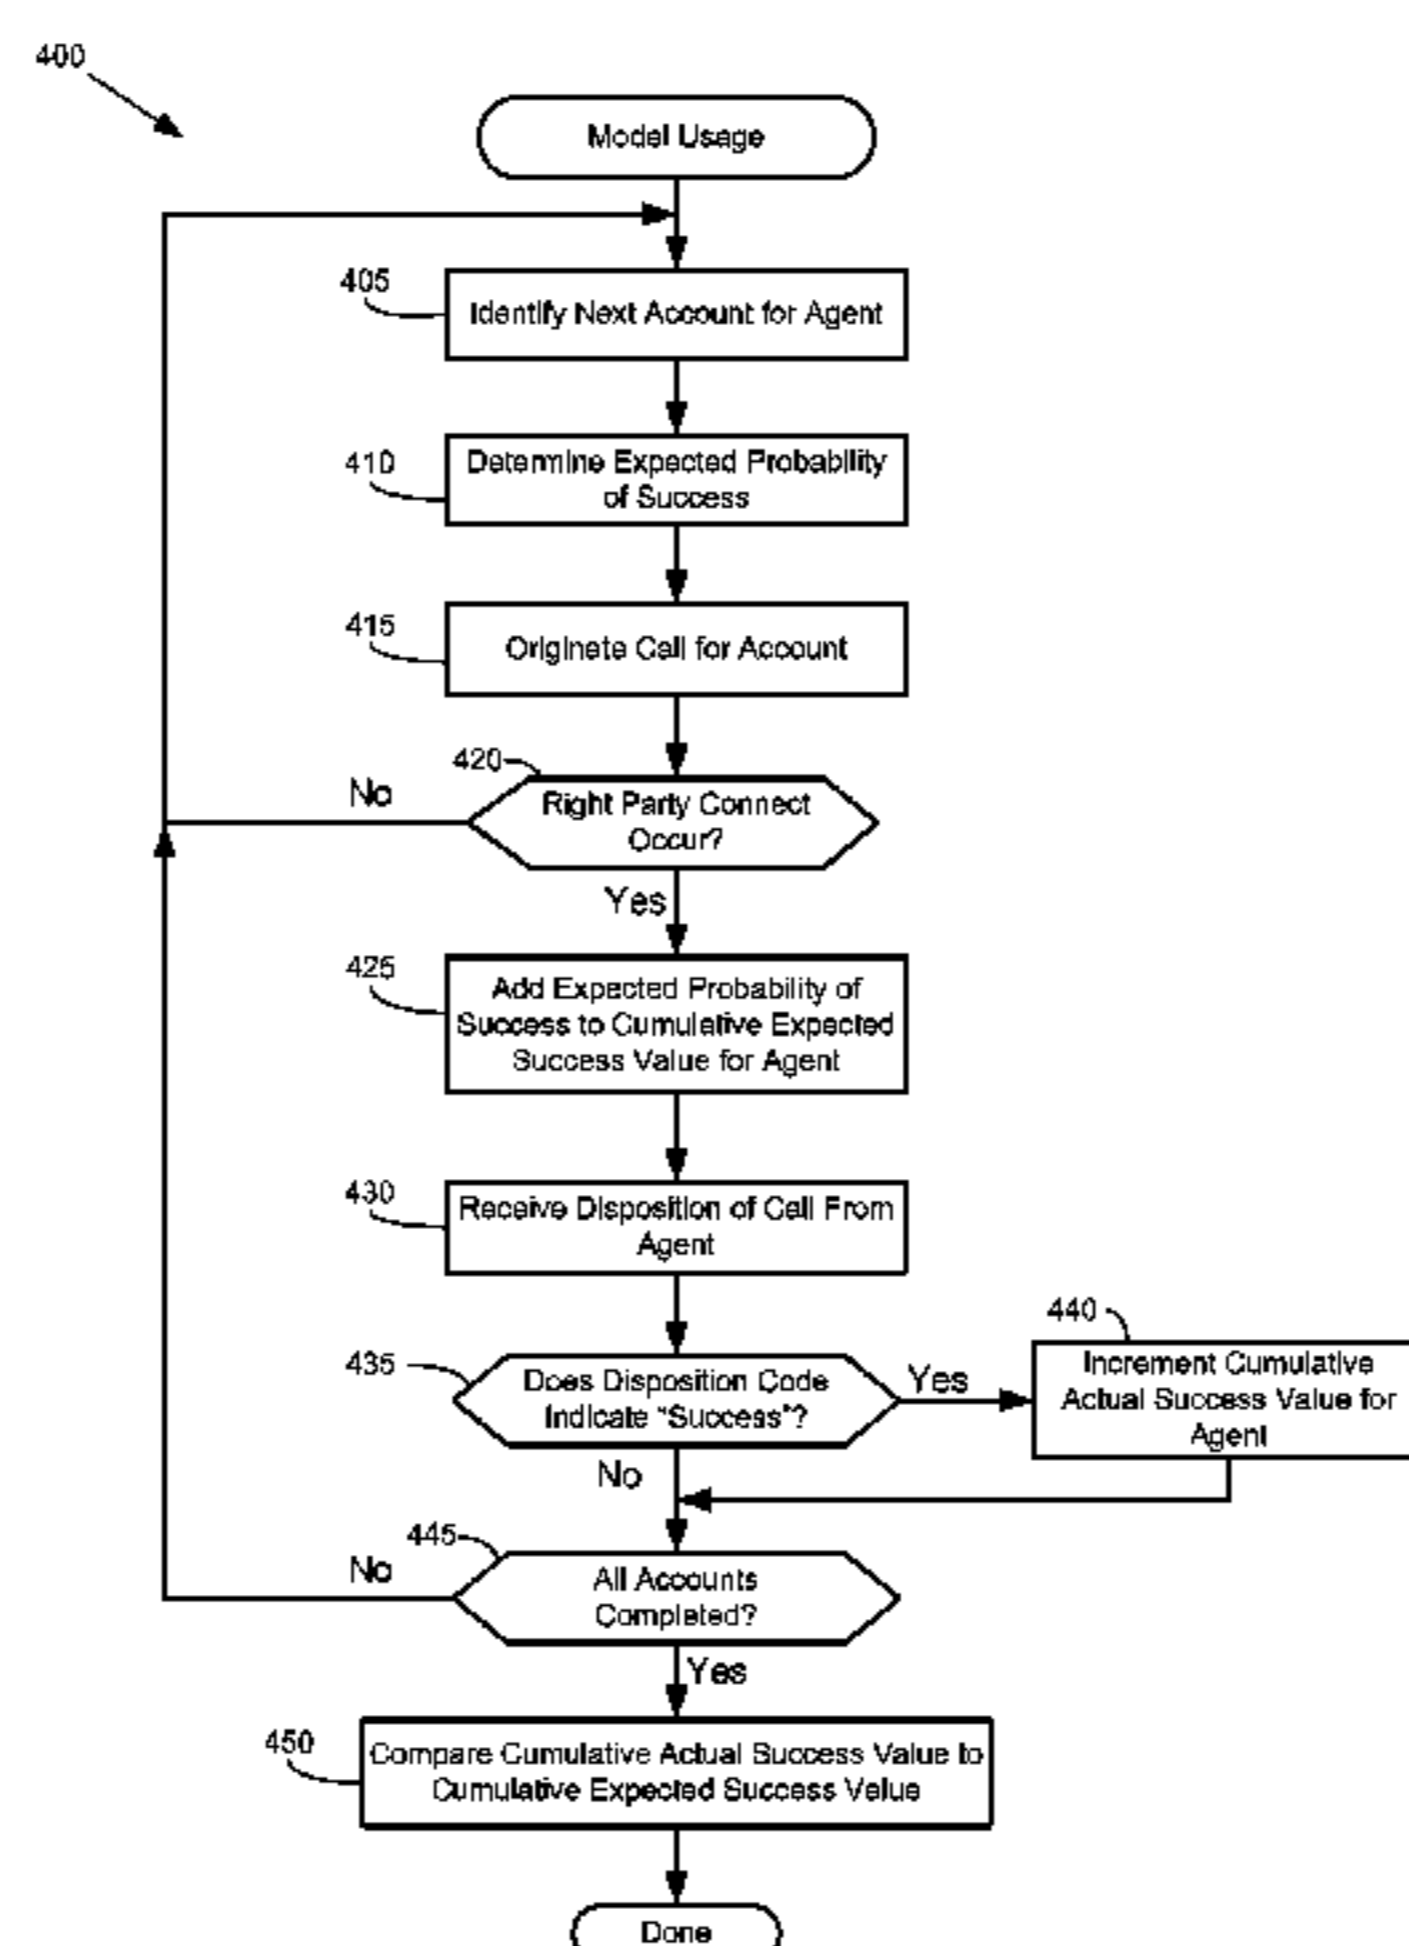 400
Model Usage
405
Identify Next Account for Agent
410
Determine Expected Probability
of Success
415
Originate Call for Account
420
Right Party Connect
Occur?
No
Yes
425
Add Expected Probability of
Success to Cumulative Expected
Success Value for Agent
430
Receive Disposition of Call From
Agent
435
Does Disposition Code
Indicate “Success”?
Yes
440
Increment Cumulative
Actual Success Value for
Agent
No
445
All Accounts
Completed?
No
Yes
450
Compare Cumulative Actual Success Value to
Cumulative Expected Success Value
Done